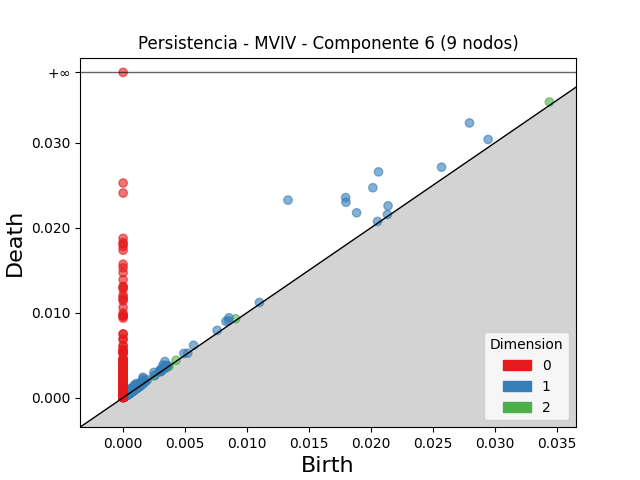 Persistencia - MVIV - Componente 6 (9 nodos)
+∞
0.030
0.020
0.010
0.000
Death
0.000 0.005 0.010 0.015 0.020 0.025 0.030 0.035
Birth
Dimension
0
1
2